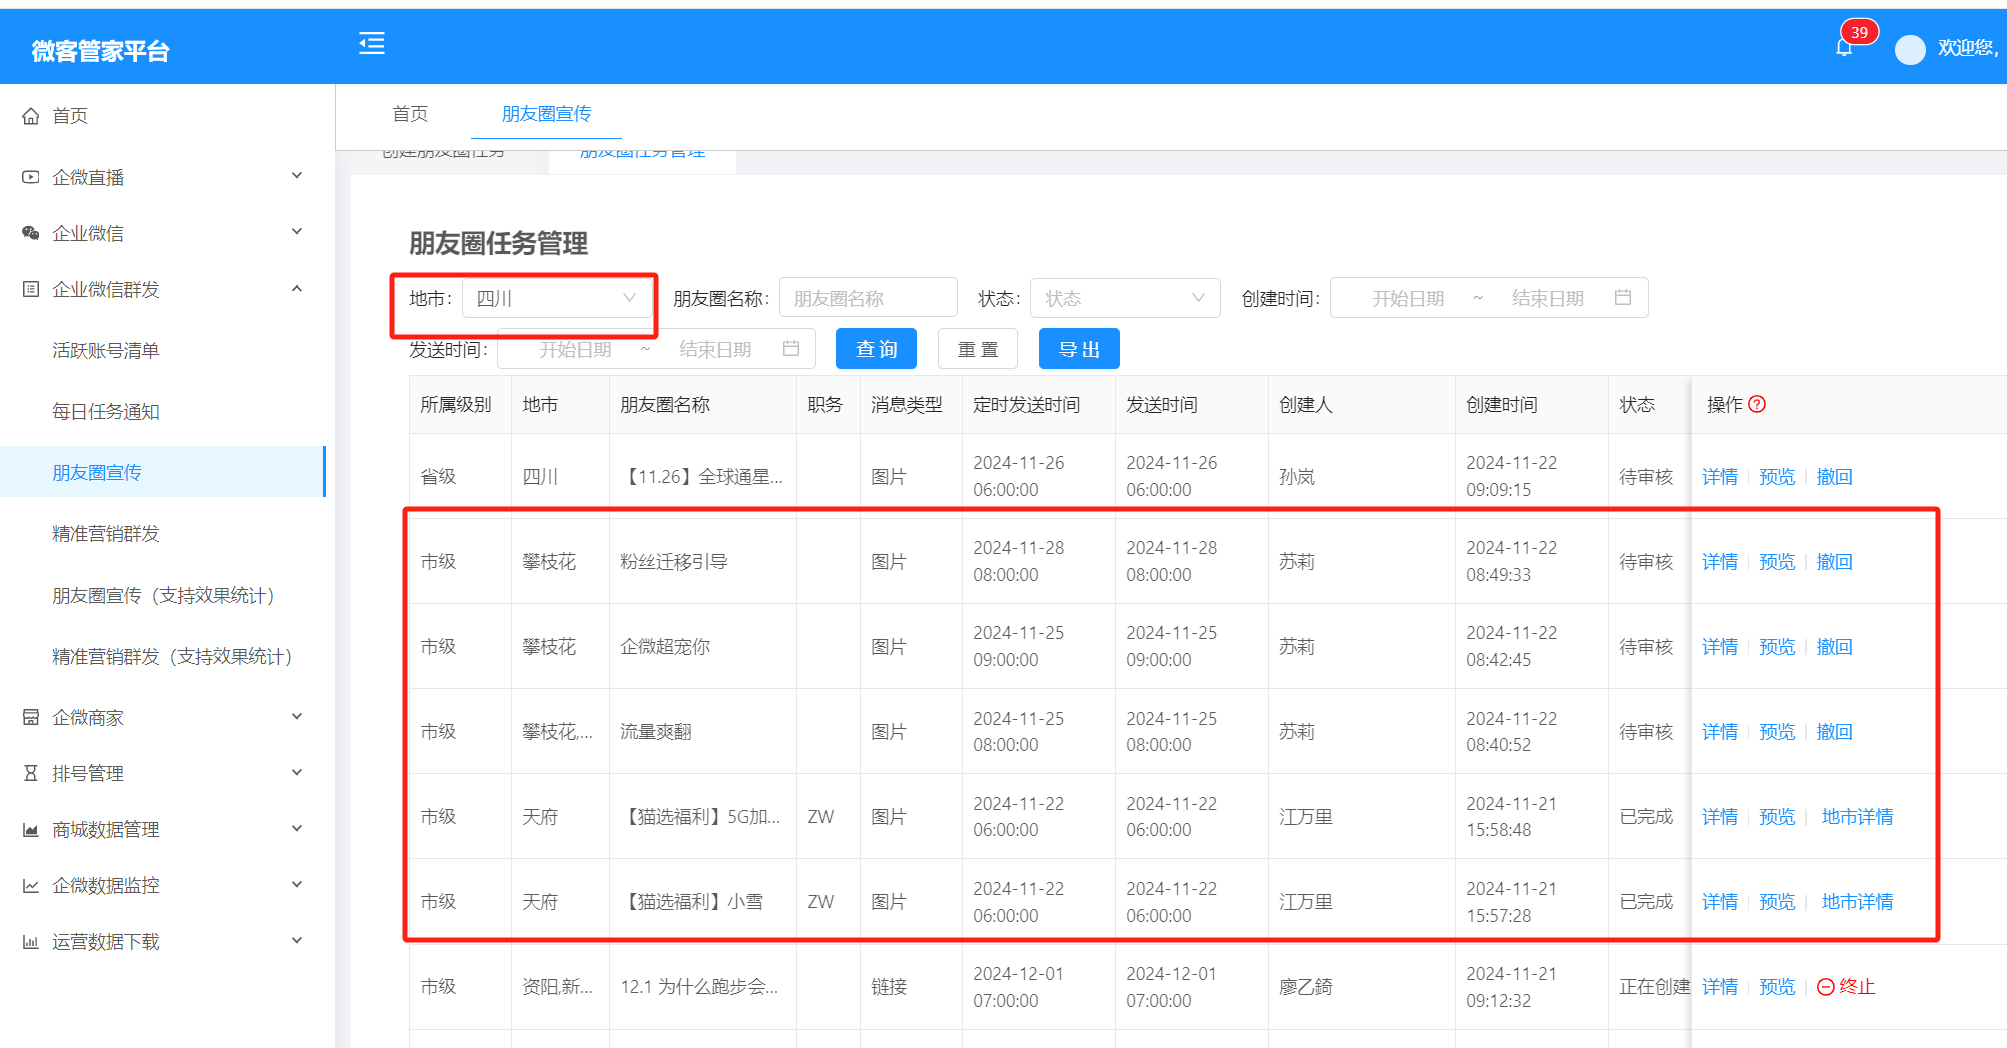 微客管家平台
39
欢迎您,
首页
企微直播
企业微信
企业微信群发
活跃账号清单
每日任务通知
朋友圈宣传
精准营销群发
朋友圈宣传（支持效果统计）
精准营销群发（支持效果统计）
企微商家
排号管理
商城数据管理
企微数据监控
运营数据下载
首页 朋友圈宣传
创建朋友圈任务 朋友圈任务管理
朋友圈任务管理
地市： 四川 朋友圈名称： 朋友圈名称 状态： 状态 创建时间： 开始日期 ~ 结束日期
发送时间： 开始日期 ~ 结束日期 查 询 重 置 导 出
所属级别 地市 朋友圈名称 职务 消息类型 定时发送时间 发送时间 创建人 创建时间 状态 操作
省级 四川 【11.26】全球通星... 图片 2024-11-26 06:00:00 2024-11-26 06:00:00 孙岚 2024-11-22 09:09:15 待审核 详情 预览 撤回
市级 攀枝花 粉丝迁移引导 图片 2024-11-28 08:00:00 2024-11-28 08:00:00 苏莉 2024-11-22 08:49:33 待审核 详情 预览 撤回
市级 攀枝花 企微超宠你 图片 2024-11-25 09:00:00 2024-11-25 09:00:00 苏莉 2024-11-22 08:42:45 待审核 详情 预览 撤回
市级 攀枝花,... 流量爽翻 图片 2024-11-25 08:00:00 2024-11-25 08:00:00 苏莉 2024-11-22 08:40:52 待审核 详情 预览 撤回
市级 天府 【猫选福利】5G加... ZW 图片 2024-11-22 06:00:00 2024-11-22 06:00:00 江万里 2024-11-21 15:58:48 已完成 详情 预览 地市详情
市级 天府 【猫选福利】小雪 ZW 图片 2024-11-22 06:00:00 2024-11-22 06:00:00 江万里 2024-11-21 15:57:28 已完成 详情 预览 地市详情
市级 资阳,新... 12.1 为什么跑步会... 链接 2024-12-01 07:00:00 2024-12-01 07:00:00 廖乙錡 2024-11-21 09:12:32 正在创建 详情 预览 终止